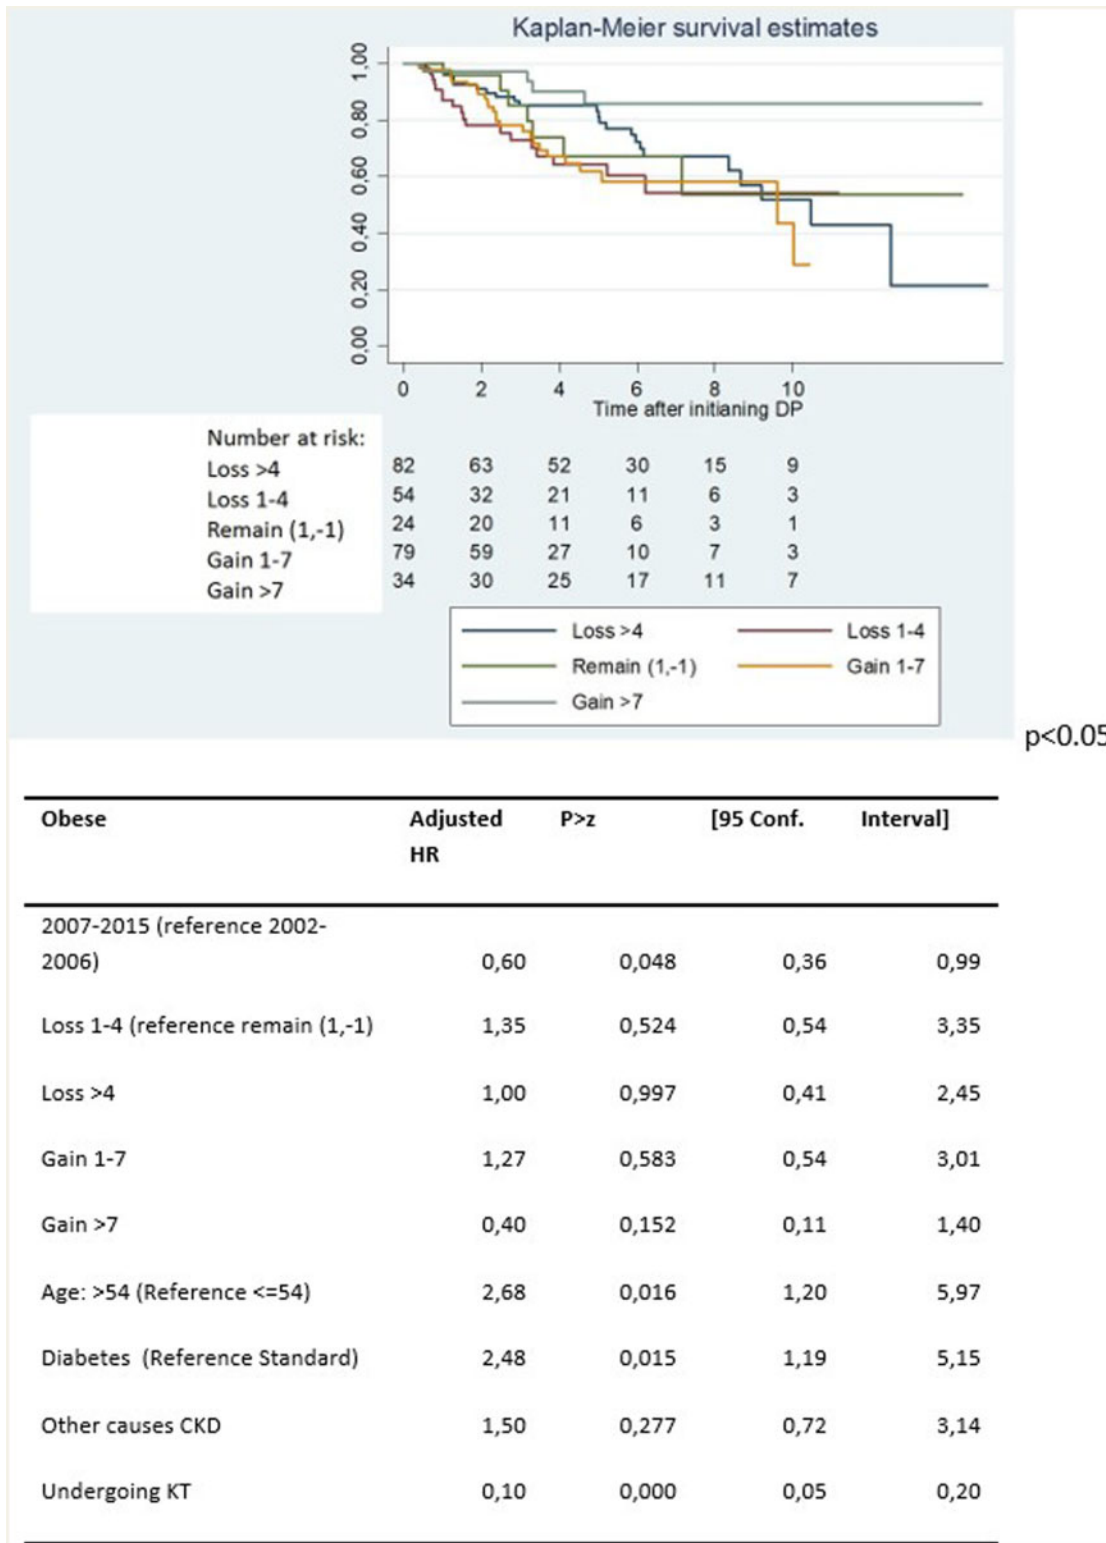 Kaplan-Meier survival estimates
1,00
0,80
0,60
0,40
0,20
0,00
0 2 4 6 8 10
Time after initianing DP
Number at risk:
Loss >4 82 63 52 30 15 9
Loss 1-4 54 32 21 11 6 3
Remain (1,-1) 24 20 11 6 3 1
Gain 1-7 79 59 27 10 7 3
Gain >7 34 30 25 17 11 7
Loss >4 Loss 1-4
Remain (1,-1) Gain 1-7
Gain >7
p<0.05
Obese Adjusted P>z [95 Conf. Interval]
HR
2007-2015 (reference 2002-
2006) 0,60 0,048 0,36 0,99
Loss 1-4 (reference remain (1,-1) 1,35 0,524 0,54 3,35
Loss >4 1,00 0,997 0,41 2,45
Gain 1-7 1,27 0,583 0,54 3,01
Gain >7 0,40 0,152 0,11 1,40
Age: >54 (Reference <=54) 2,68 0,016 1,20 5,97
Diabetes (Reference Standard) 2,48 0,015 1,19 5,15
Other causes CKD 1,50 0,277 0,72 3,14
Undergoing KT 0,10 0,000 0,05 0,20